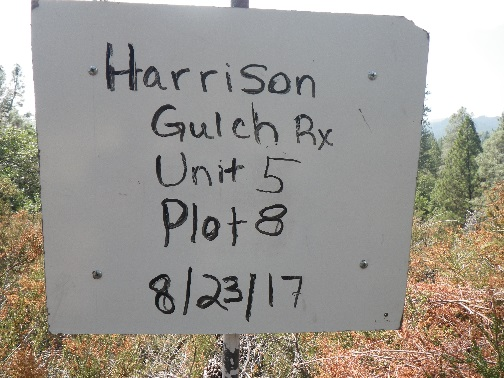 Harrison
Gulch Rx
Unit 5
Plot 8
8/23/17